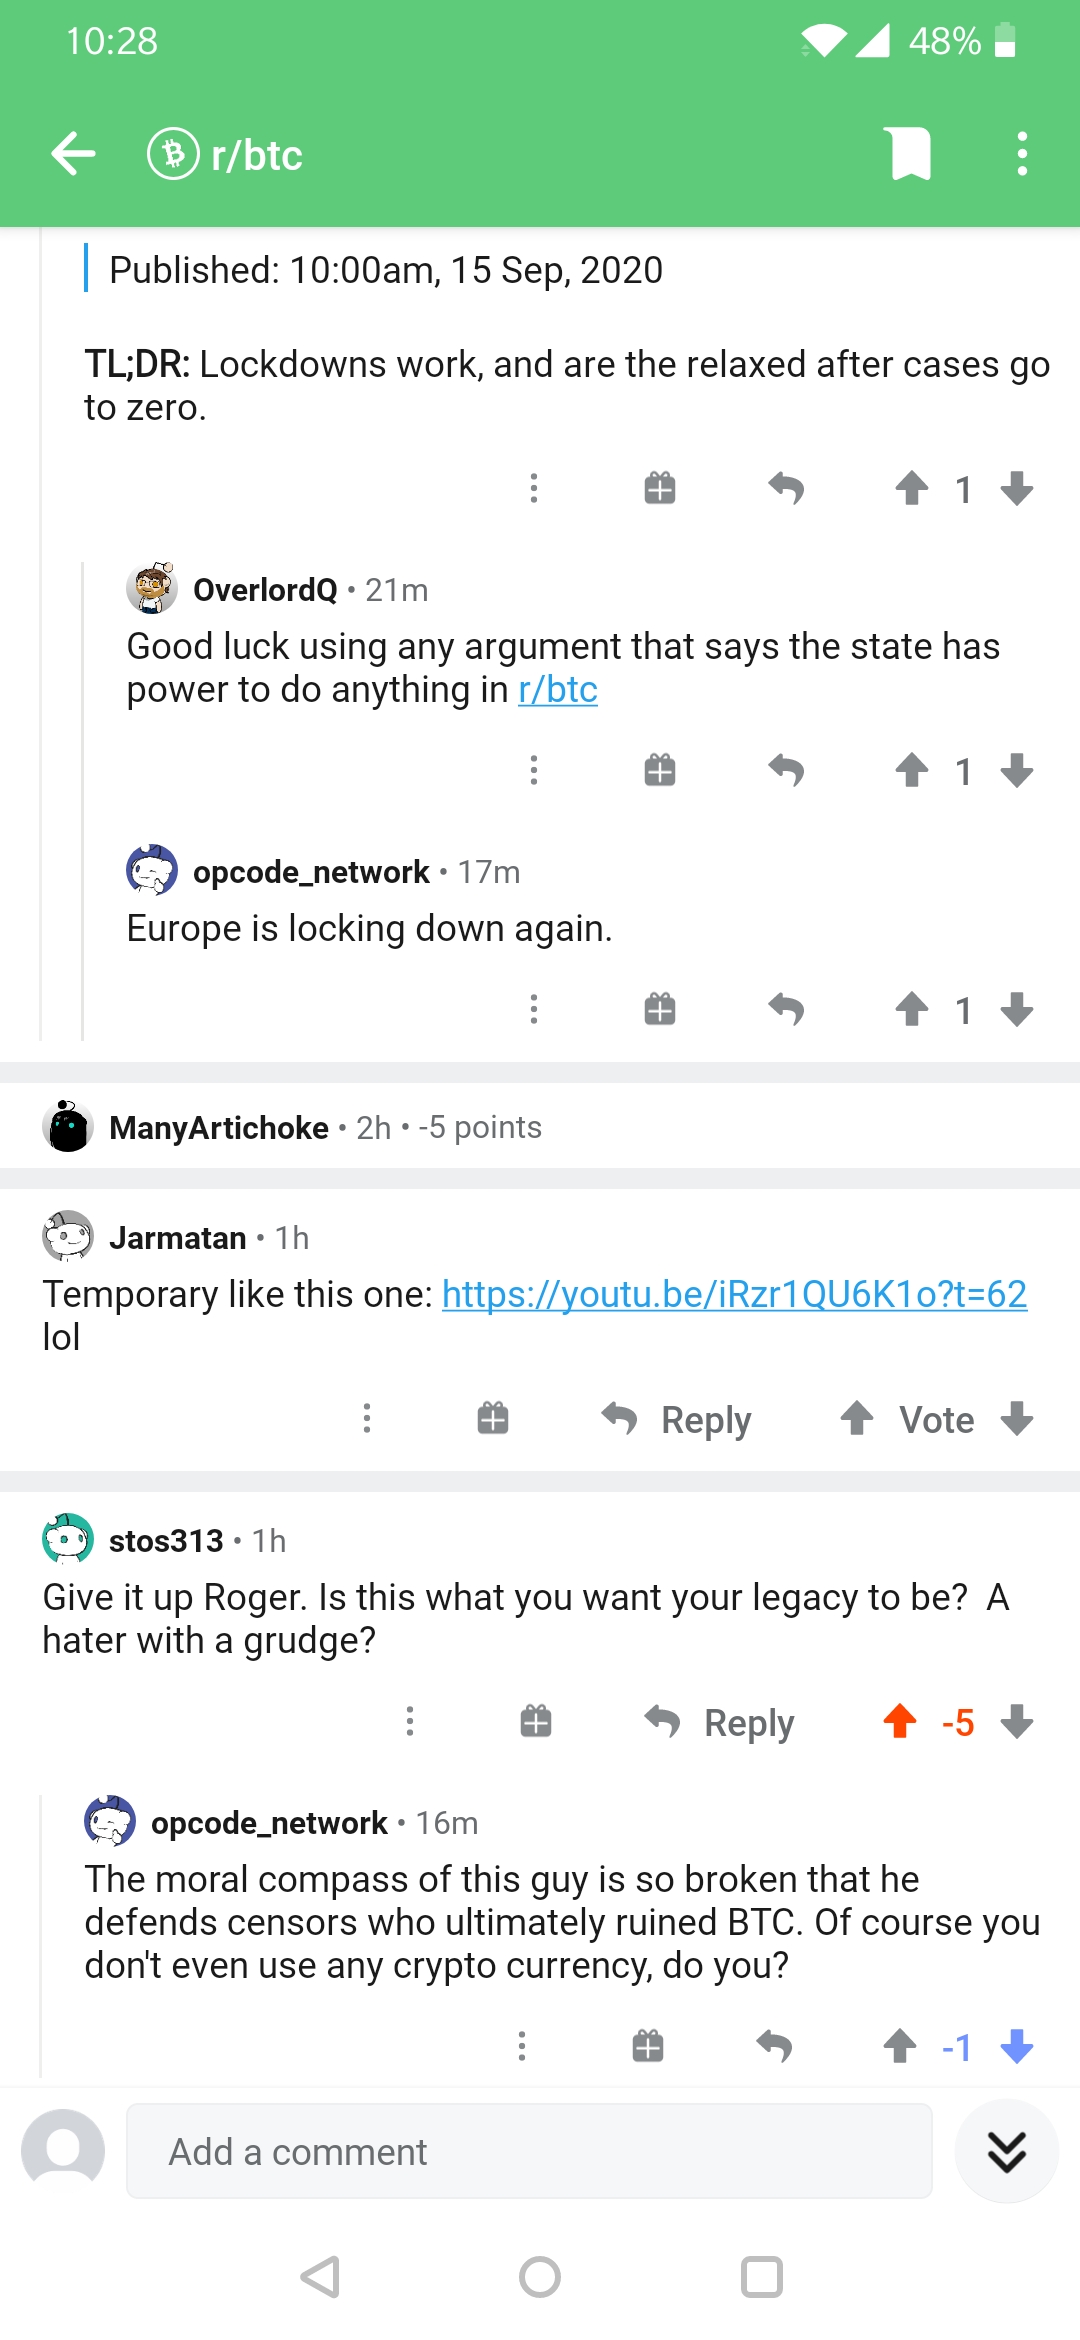 10:28
48%
r/btc
Published: 10:00am, 15 Sep, 2020
TL;DR: Lockdowns work, and are the relaxed after cases go
to zero.
1
OverlordQ • 21m
Good luck using any argument that says the state has
power to do anything in r/btc
1
opcode_network • 17m
Europe is locking down again.
1
ManyArtichoke • 2h • -5 points
Jarmatan • 1h
Temporary like this one: https://youtu.be/iRzr1QU6K1o?t=62
lol
Reply Vote
stos313 • 1h
Give it up Roger. Is this what you want your legacy to be? A
hater with a grudge?
Reply -5
opcode_network • 16m
The moral compass of this guy is so broken that he
defends censors who ultimately ruined BTC. Of course you
don't even use any crypto currency, do you?
-1
Add a comment